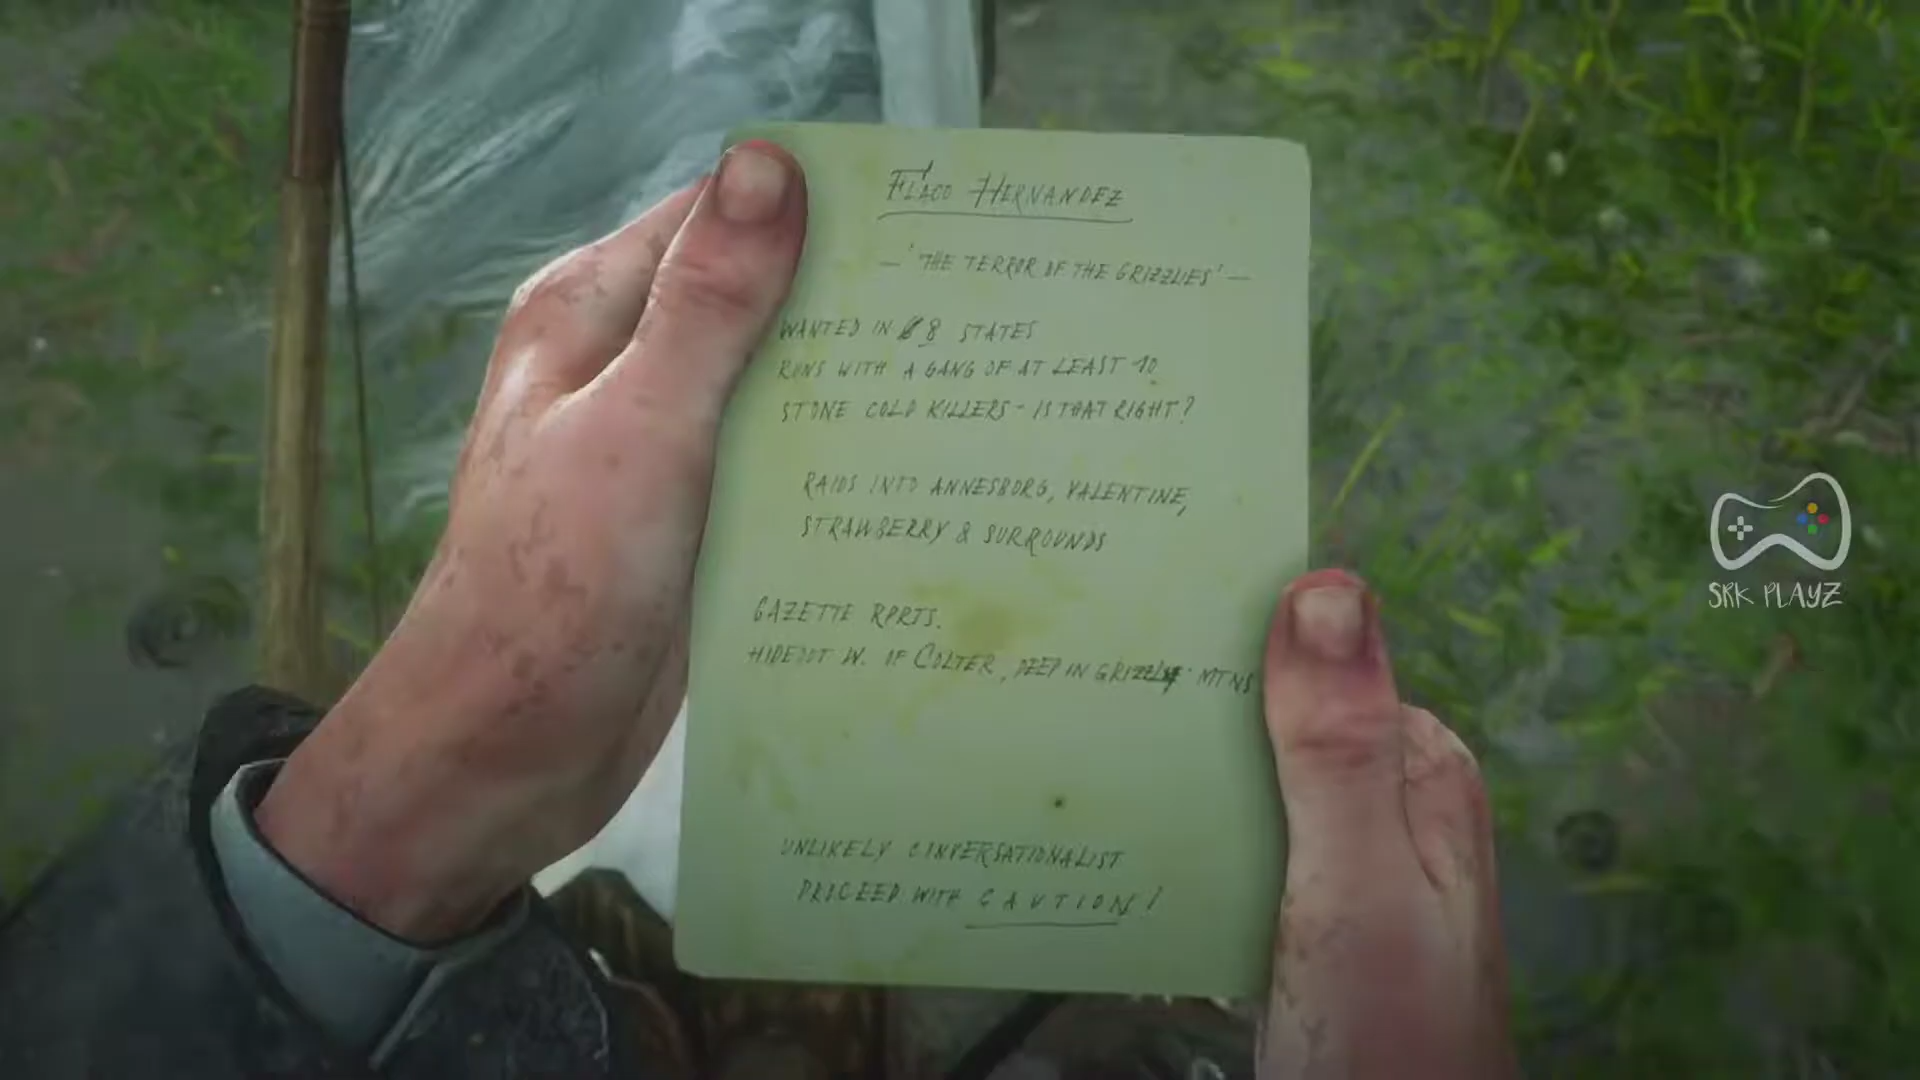 FLACO HERNANDEZ
— 'THE TERROR OF THE GRIZZLIES' —
WANTED IN 8 STATES
RUNS WITH A GANG OF AT LEAST 10
STONE COLD KILLERS - IS THAT RIGHT?
RAIDS INTO ANNESBURG, VALENTINE,
STRAWBERRY & SURROUNDS
GAZETTE RPRTS.
HIDEOUT W. OF COLTER, DEEP IN GRIZZLY MTNS
UNLIKELY CONVERSATIONALIST
PROCEED WITH CAUTION!
SRK PLAYZ